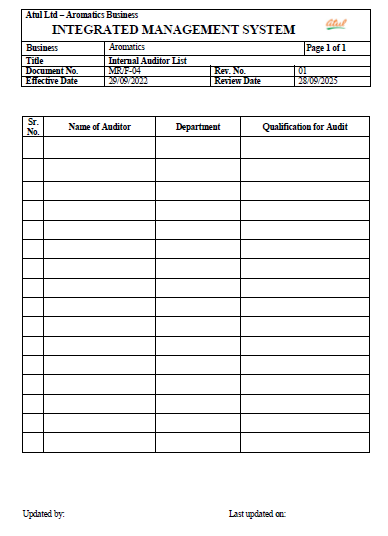 Atul Ltd – Aromatics Business
INTEGRATED MANAGEMENT SYSTEM
atul
Business Aromatics Page 1 of 1
Title Internal Auditor List
Document No. MR/F-04 Rev. No. 01
Effective Date 29/09/2022 Review Date 28/09/2025
Sr. No. Name of Auditor Department Qualification for Audit
Updated by: Last updated on: